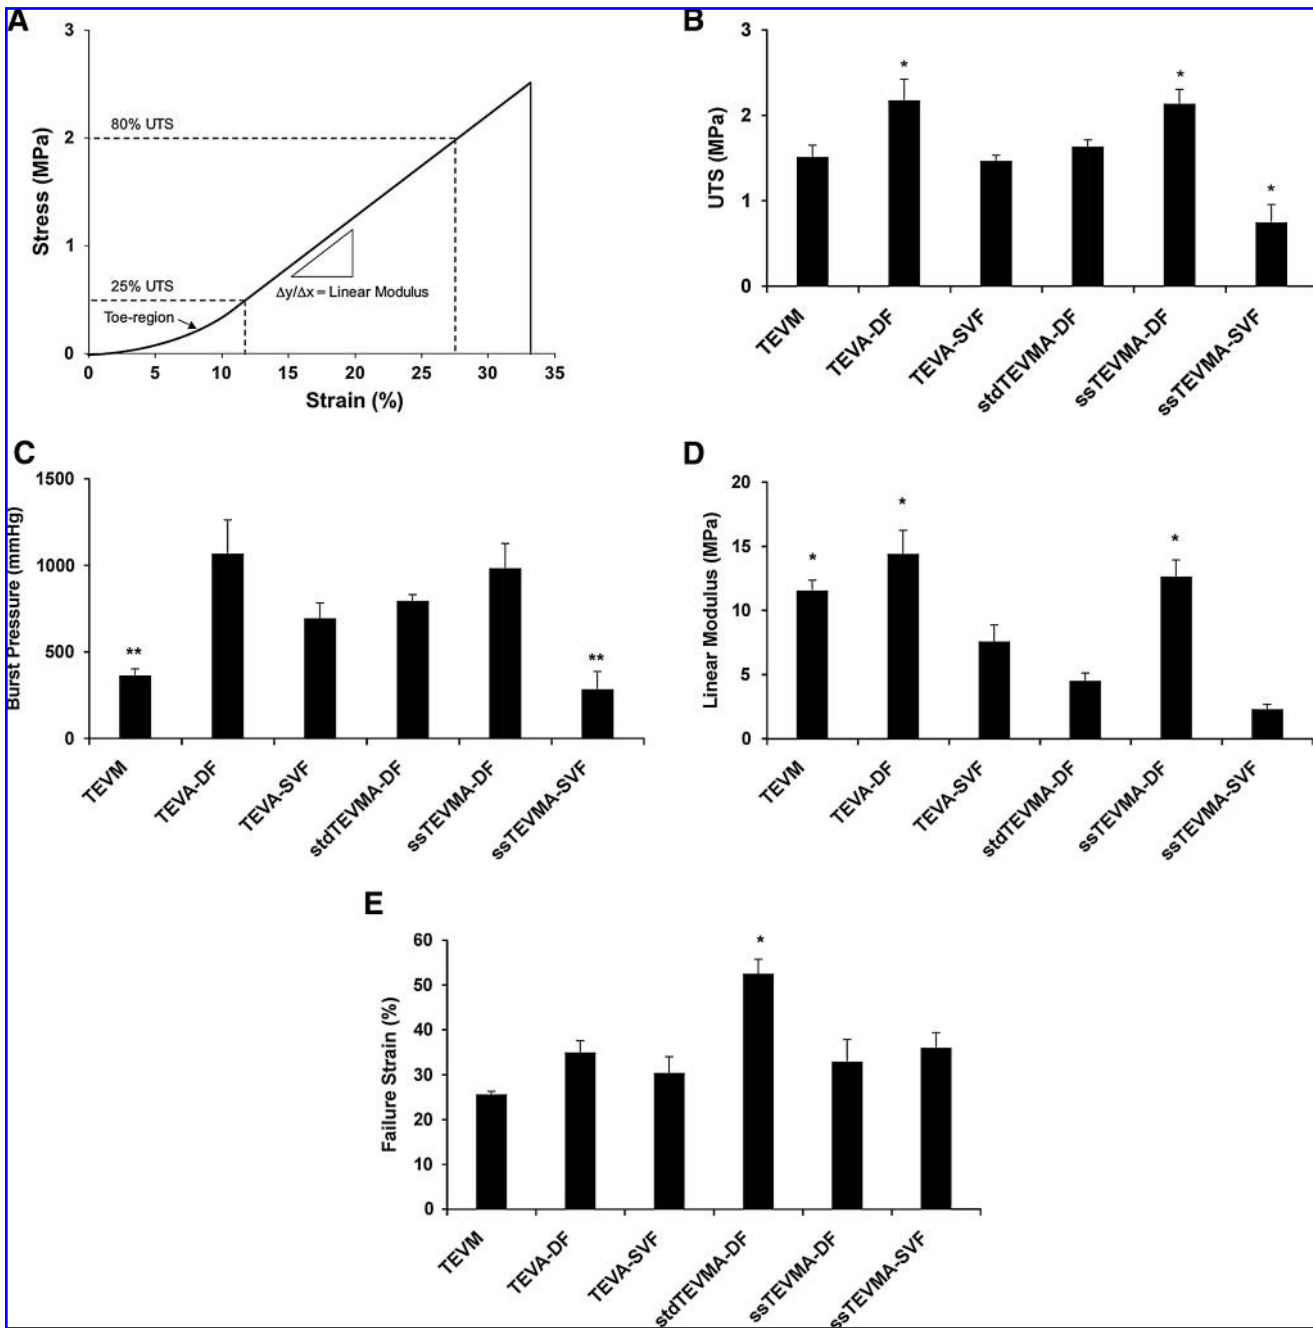 A
3
2
1
0
Stress (MPa)
80% UTS
25% UTS
Toe-region
Δy/Δx = Linear Modulus
0 5 10 15 20 25 30 35
Strain (%)
B
3
2
1
0
UTS (MPa)
* * *
TEVM TEVA-DF TEVA-SVF stdTEVMA-DF ssTEVMA-DF ssTEVMA-SVF
C
1500
1000
500
0
Burst Pressure (mmHg)
** **
TEVM TEVA-DF TEVA-SVF stdTEVMA-DF ssTEVMA-DF ssTEVMA-SVF
D
20
15
10
5
0
Linear Modulus (MPa)
* * *
TEVM TEVA-DF TEVA-SVF stdTEVMA-DF ssTEVMA-DF ssTEVMA-SVF
E
60
50
40
30
20
10
0
Failure Strain (%)
*
TEVM TEVA-DF TEVA-SVF stdTEVMA-DF ssTEVMA-DF ssTEVMA-SVF